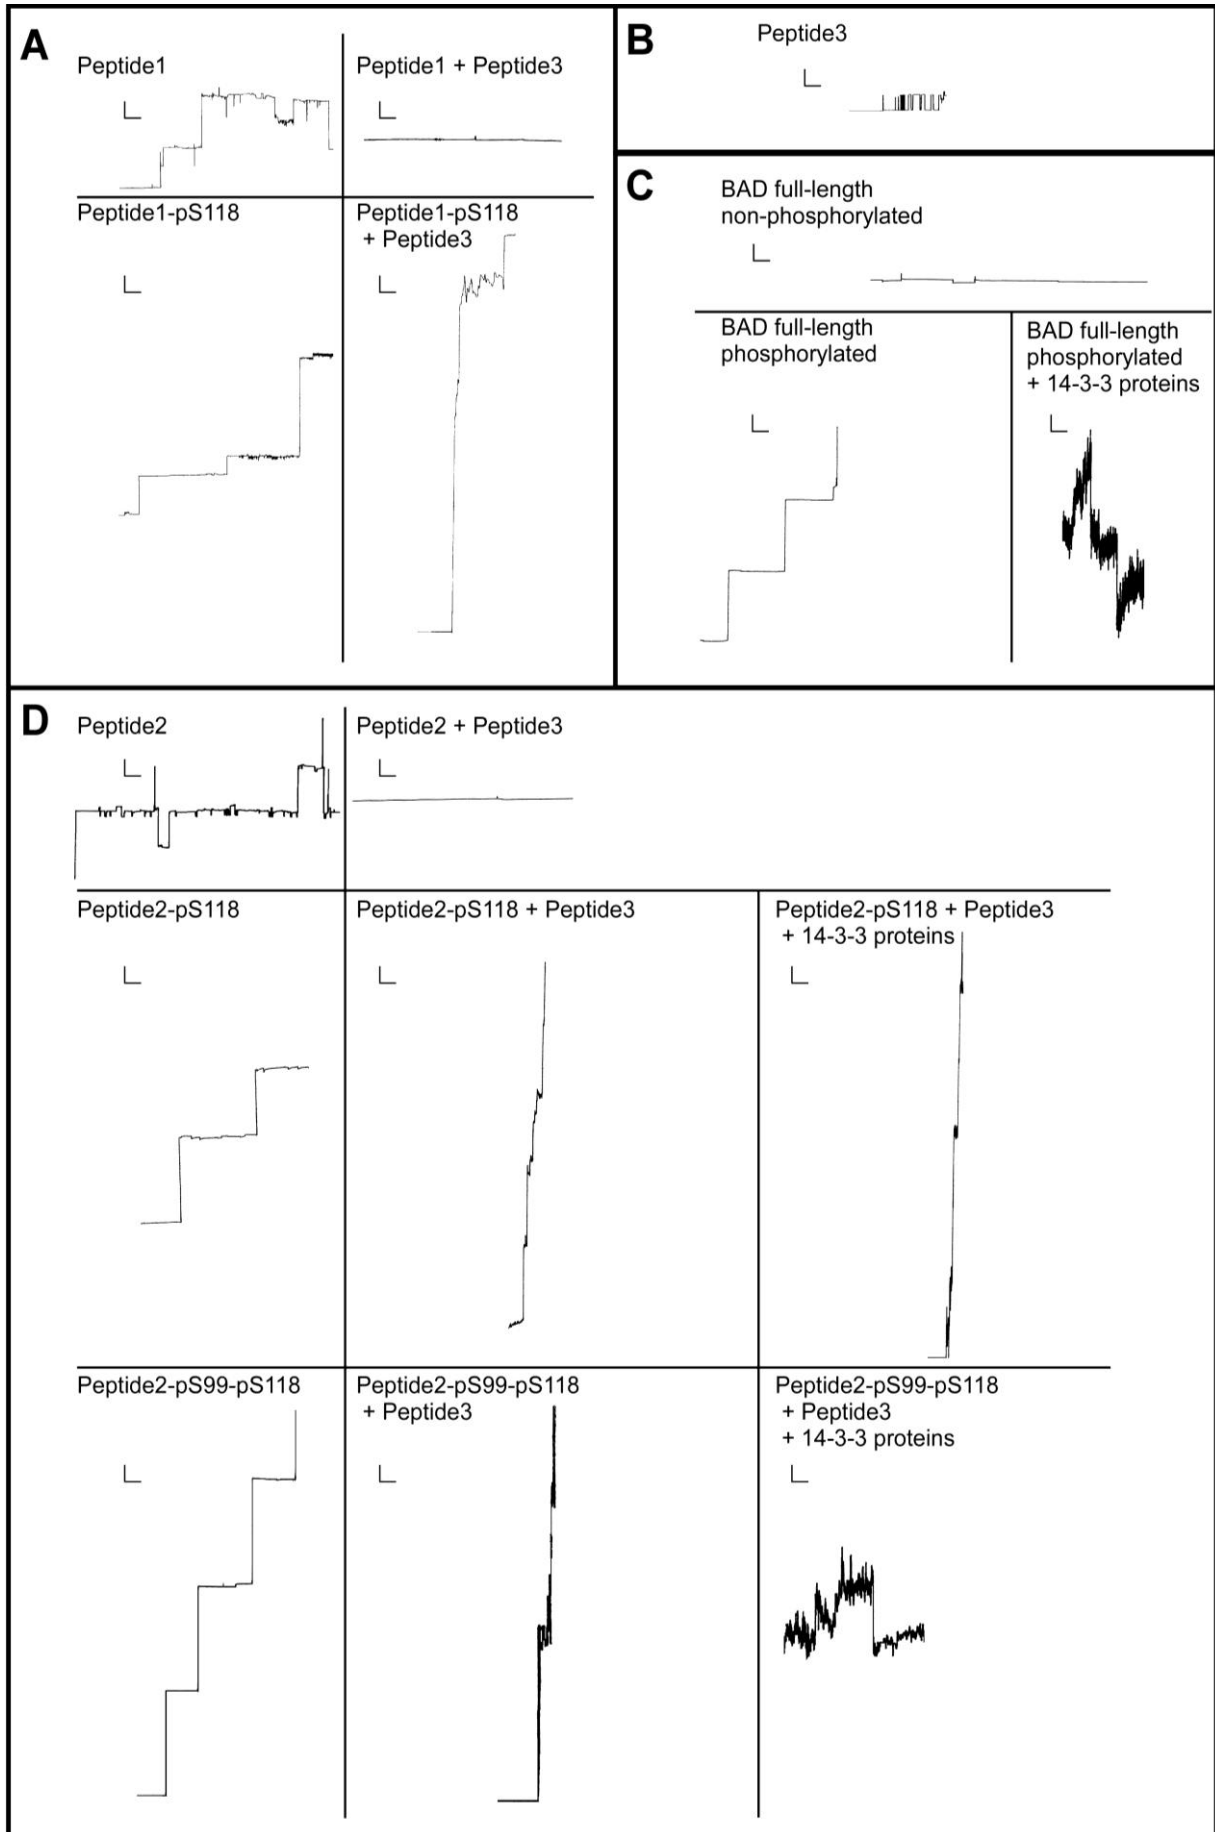 A
Peptide1
Peptide1 + Peptide3
Peptide1-pS118
Peptide1-pS118
+ Peptide3
B
Peptide3
C
BAD full-length
non-phosphorylated
BAD full-length
phosphorylated
BAD full-length
phosphorylated
+ 14-3-3 proteins
D
Peptide2
Peptide2 + Peptide3
Peptide2-pS118
Peptide2-pS118 + Peptide3
Peptide2-pS118 + Peptide3
+ 14-3-3 proteins
Peptide2-pS99-pS118
Peptide2-pS99-pS118
+ Peptide3
Peptide2-pS99-pS118
+ Peptide3
+ 14-3-3 proteins